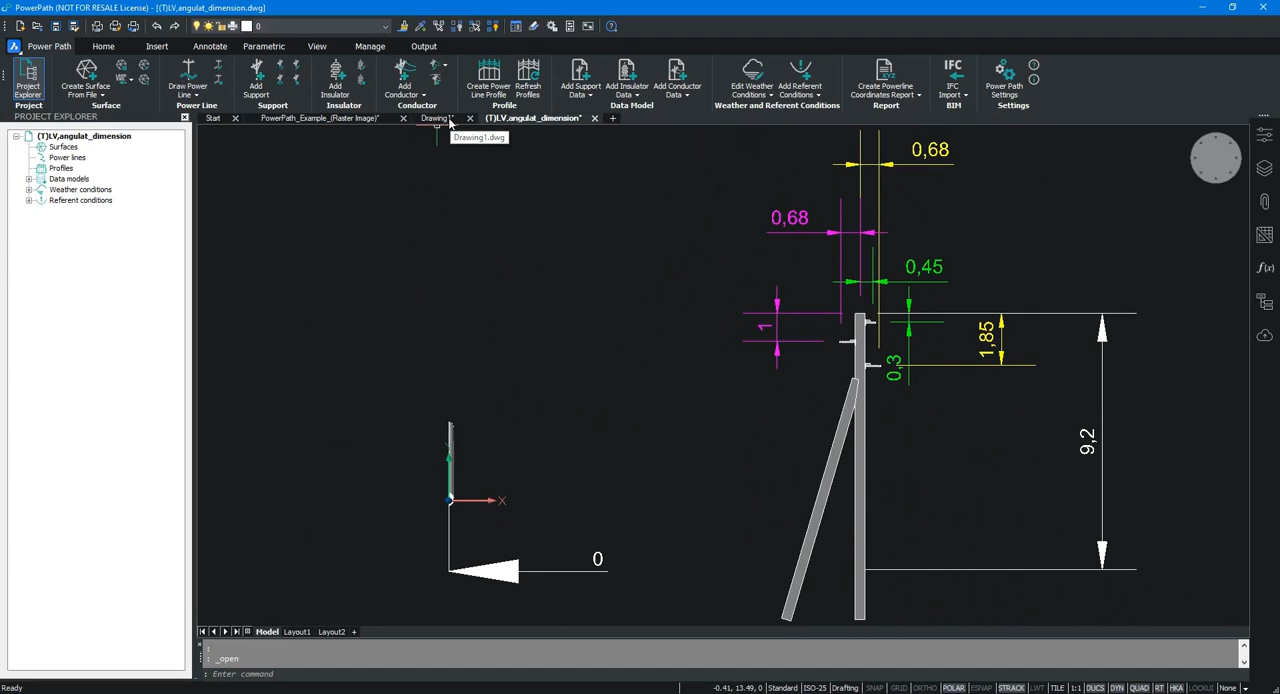 PowerPath (NOT FOR RESALE License) - [(T)LV,angulat_dimension.dwg]
0
Power Path Home Insert Annotate Parametric View Manage Output
Project Explorer
Create Surface From File
Draw Power Line
Add Support
Add Insulator
Add Conductor
Create Power Line Profile
Refresh Profiles
Add Support Data
Add Insulator Data
Add Conductor Data
Edit Weather Conditions
Add Referent Conditions
Create Powerline Coordinates Report
IFC
IFC Import
Power Path Settings
Project Surface Power Line Support Insulator Conductor Profile Data Model Weather and Referent Conditions Report BIM Settings
PROJECT EXPLORER
Start PowerPath_Example_(Raster Image)* Drawing1* (T)LV,angulat_dimension*
Drawing1.dwg
(T)LV,angulat_dimension
Surfaces
Power lines
Profiles
Data models
Weather conditions
Referent conditions
0,68
0,68
0,45
1
0,3
1,85
9,2
X
0
Model Layout1 Layout2 +
:
: _open
: Enter command
Ready
-0.41, 13.49, 0 Standard ISO-25 Drafting SNAP GRID ORTHO POLAR ESNAP STRACK LWT TILE 1:1 DUCS DYN QUAD RT HKA LOCKUI None